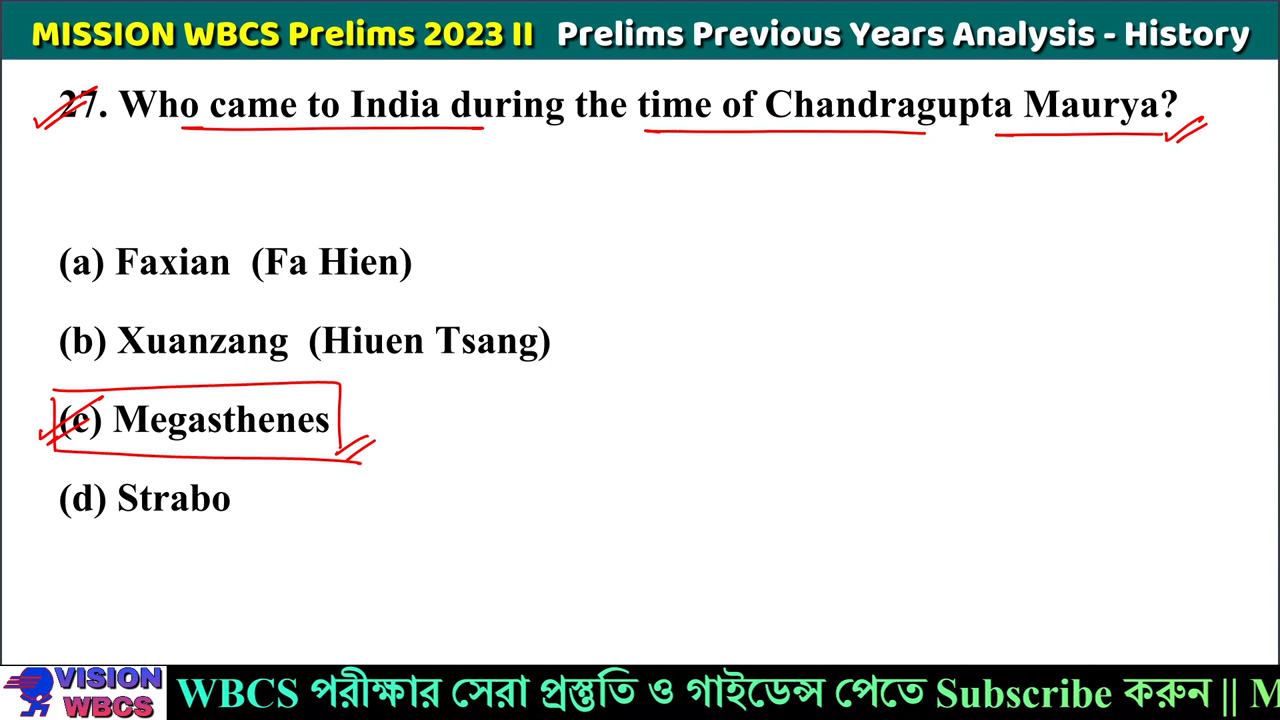 MISSION WBCS Prelims 2023 II Prelims Previous Years Analysis - History
27. Who came to India during the time of Chandragupta Maurya?
(a) Faxian (Fa Hien)
(b) Xuanzang (Hiuen Tsang)
(c) Megasthenes
(d) Strabo
VISION
WBCS
WBCS পরীক্ষার সেরা প্রস্তুতি ও গাইডেন্স পেতে Subscribe করুন || M